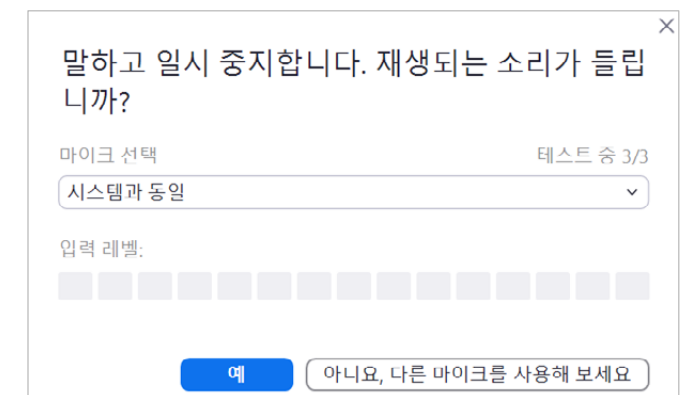 말하고 일시 중지합니다. 재생되는 소리가 들립
니까?
마이크 선택 테스트 중 3/3
시스템과 동일
입력 레벨:
예 아니요, 다른 마이크를 사용해 보세요